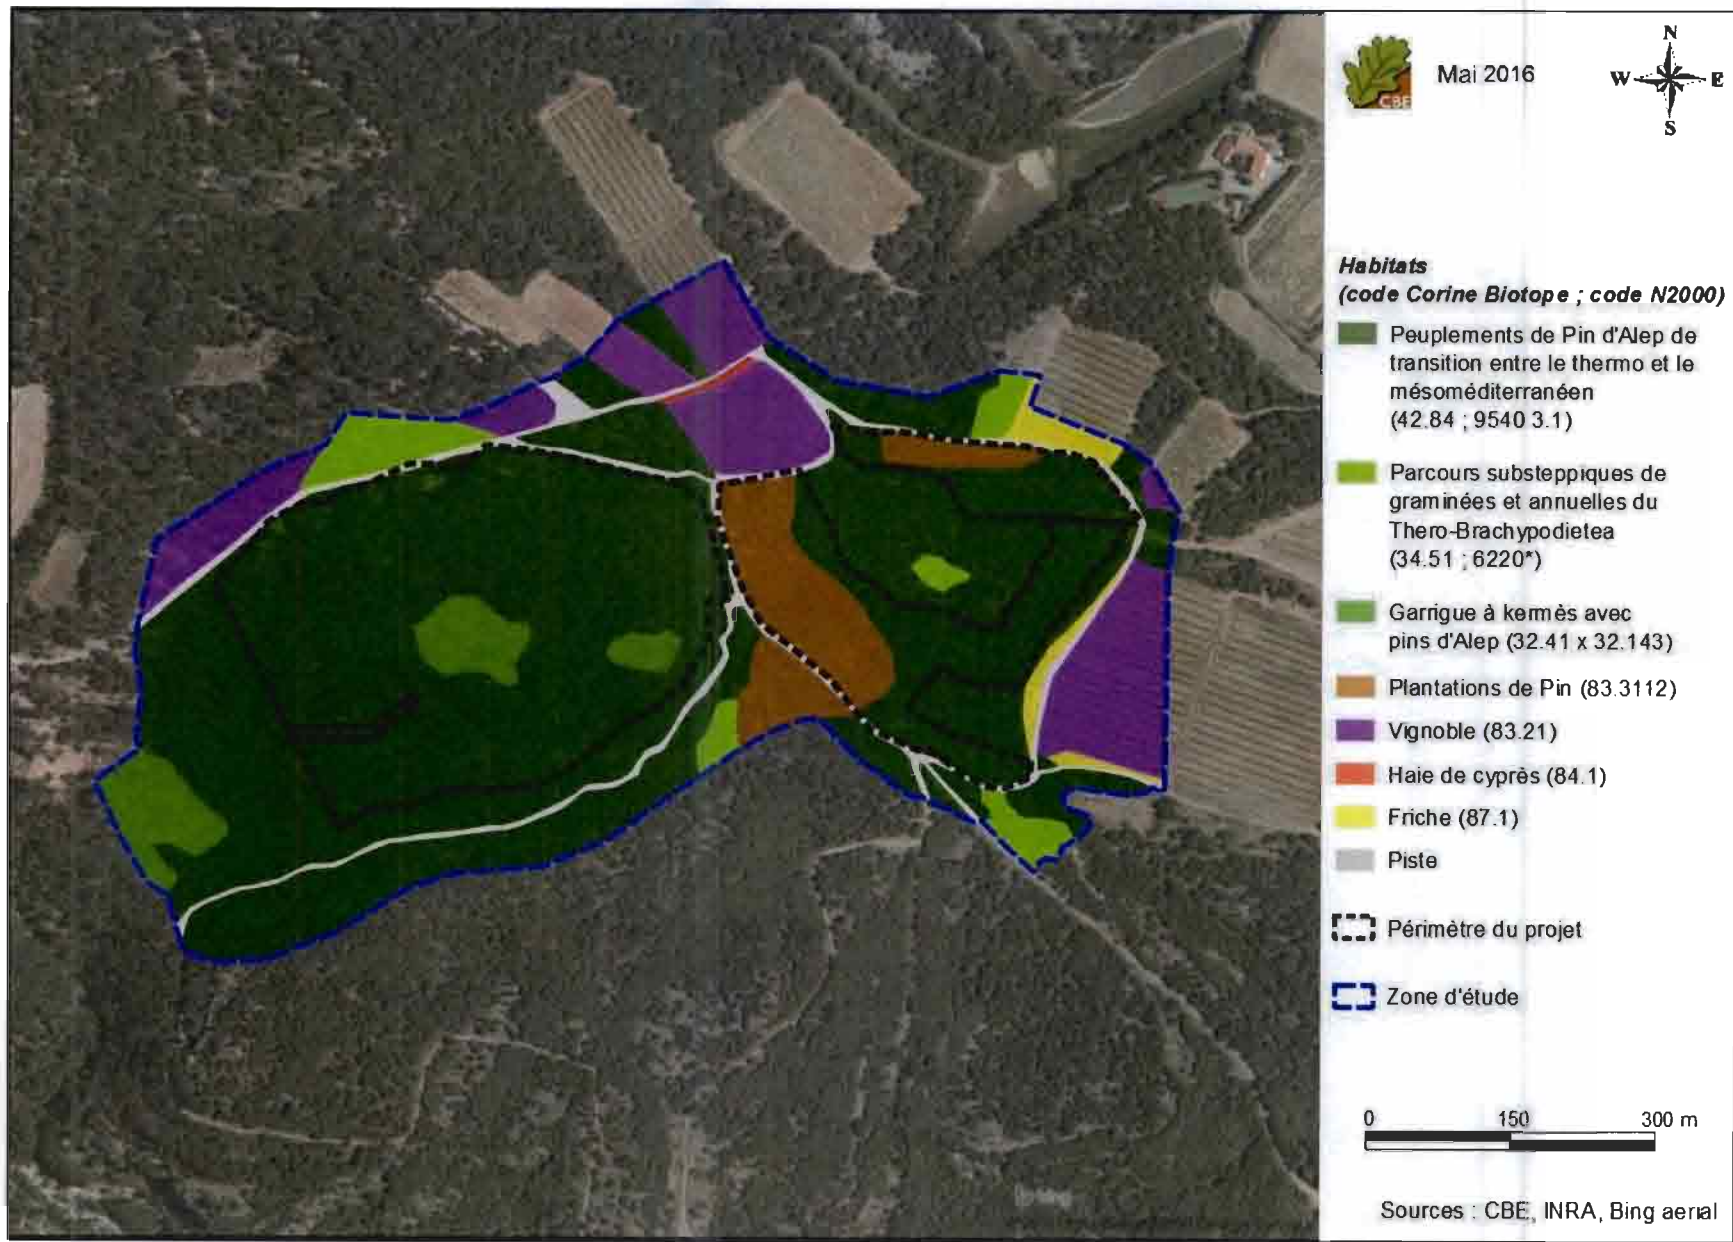 CBE
Mai 2016
N
W E
S
Habitats
(code Corine Biotope ; code N2000)
Peuplements de Pin d'Alep de
transition entre le thermo et le
mésoméditerranéen
(42.84 ; 9540 3.1)
Parcours substeppiques de
graminées et annuelles du
Thero-Brachypodietea
(34.51 ; 6220*)
Garrigue à kermès avec
pins d'Alep (32.41 x 32.143)
Plantations de Pin (83.3112)
Vignoble (83.21)
Haie de cyprès (84.1)
Friche (87.1)
Piste
Périmètre du projet
Zone d'étude
0 150 300 m
Sources : CBE, INRA, Bing aerial